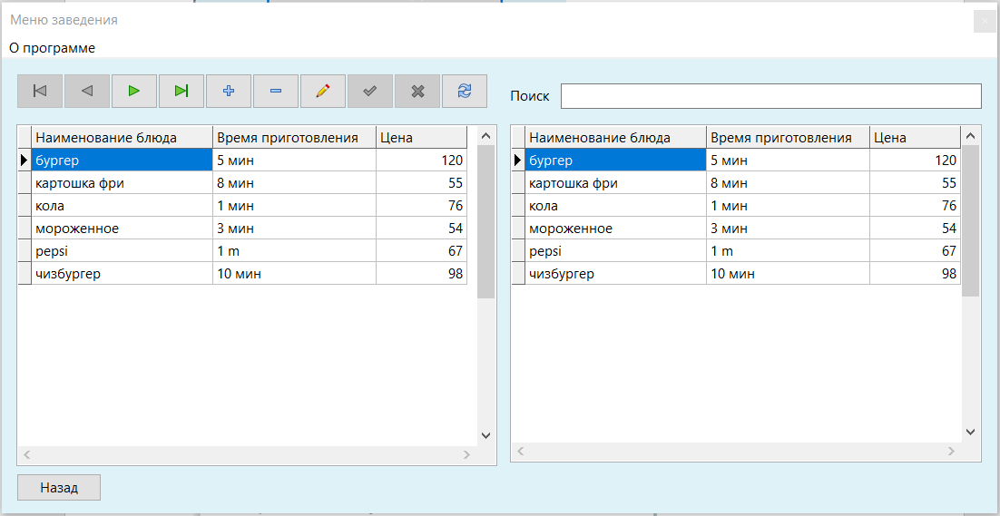 Меню заведения
О программе
Поиск
Наименование блюда Время приготовления Цена
бургер 5 мин 120
картошка фри 8 мин 55
кола 1 мин 76
мороженное 3 мин 54
pepsi 1 m 67
чизбургер 10 мин 98
Наименование блюда Время приготовления Цена
бургер 5 мин 120
картошка фри 8 мин 55
кола 1 мин 76
мороженное 3 мин 54
pepsi 1 m 67
чизбургер 10 мин 98
Назад